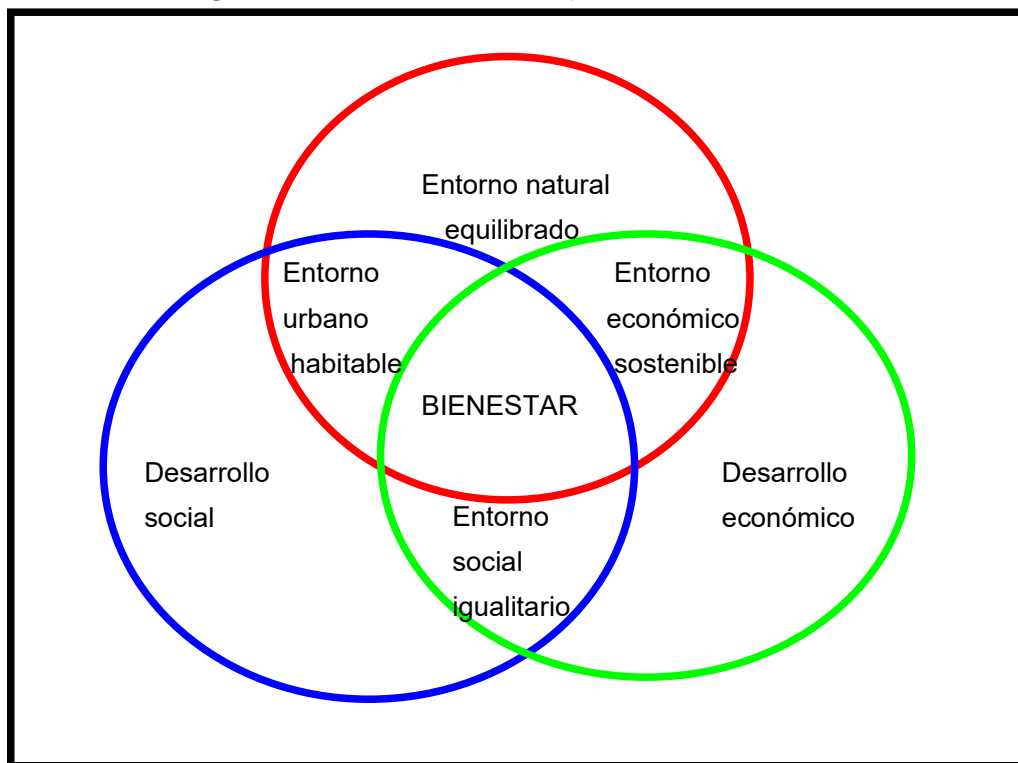 Entorno natural
equilibrado
Entorno
urbano
habitable
Entorno
económico
sostenible
BIENESTAR
Desarrollo
social
Desarrollo
económico
Entorno
social
igualitario